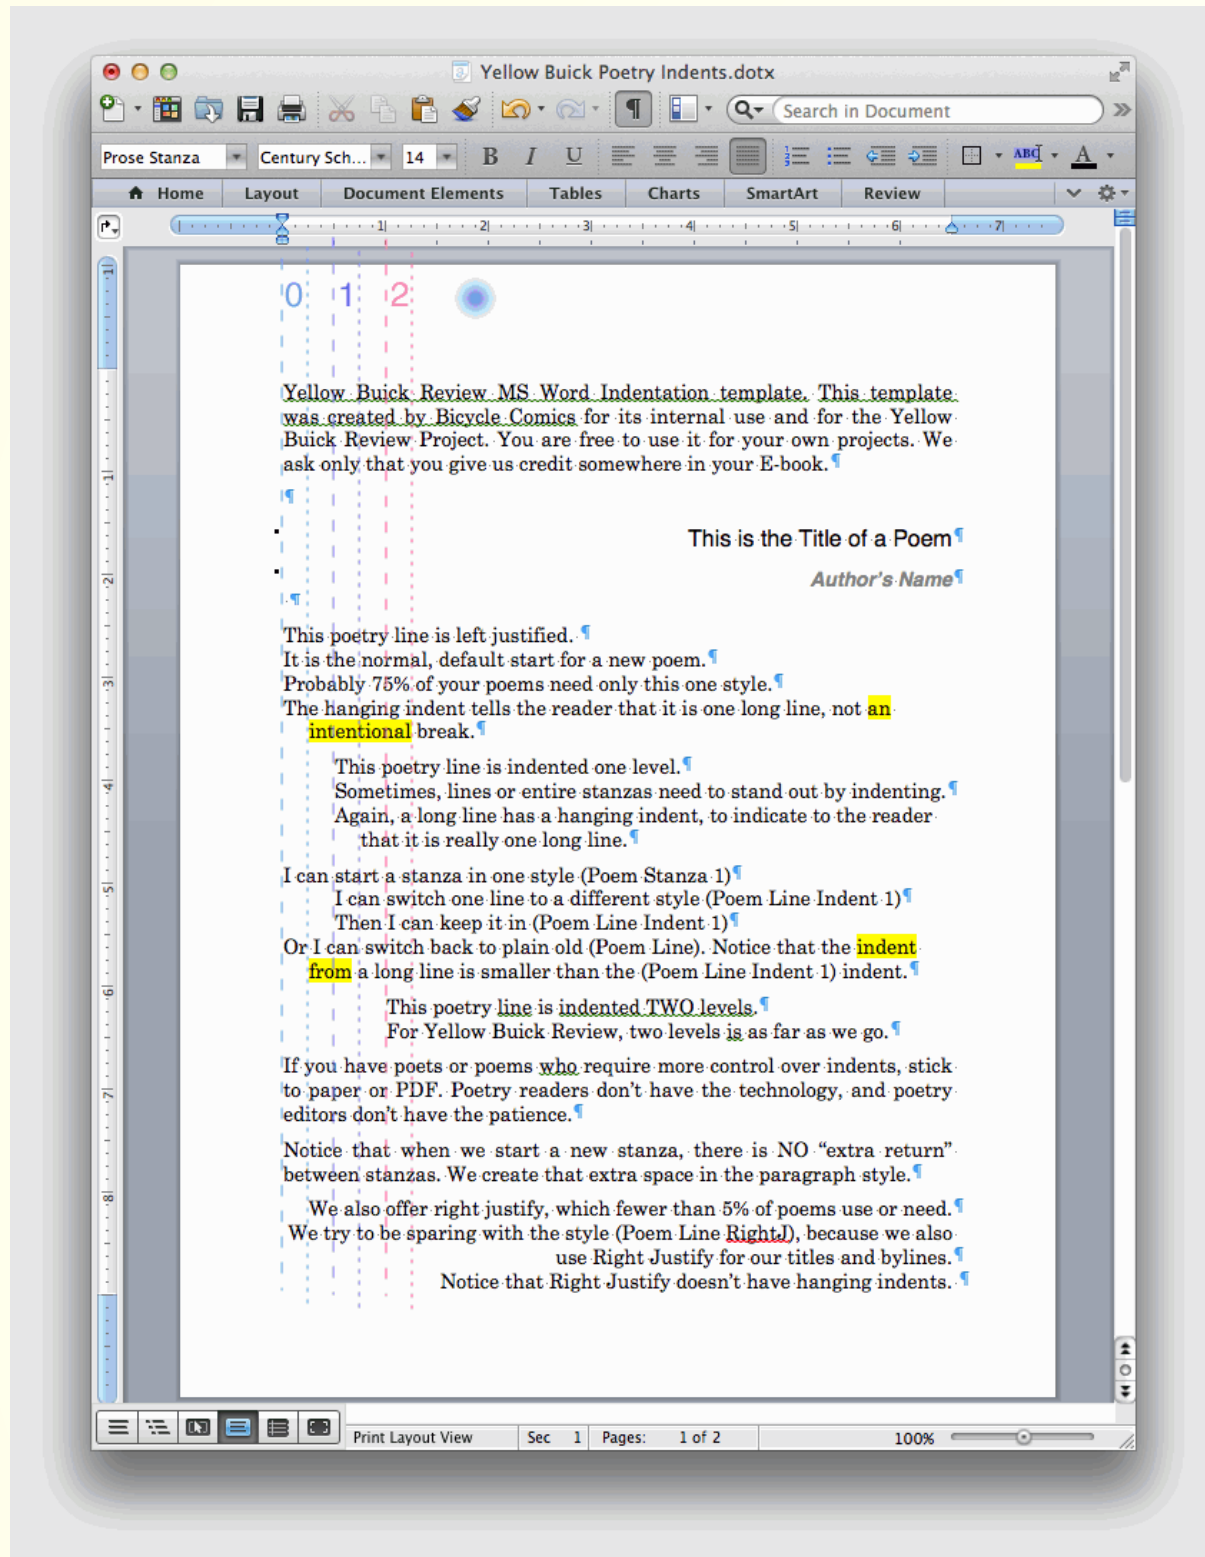 Yellow Buick Poetry Indents.dotx
Search in Document
Prose Stanza Century Sch... 14 B I U ABC A
Home Layout Document Elements Tables Charts SmartArt Review
1 2 3 4 5 6 7
0 1 2
Yellow Buick Review MS Word Indentation template. This template
was created by Bicycle Comics for its internal use and for the Yellow
Buick Review Project. You are free to use it for your own projects. We
ask only that you give us credit somewhere in your E-book.¶
¶
This is the Title of a Poem¶
Author's Name¶
¶
This poetry line is left justified. ¶
It is the normal, default start for a new poem.¶
Probably 75% of your poems need only this one style.¶
The hanging indent tells the reader that it is one long line, not an
intentional break.¶
This poetry line is indented one level.¶
Sometimes, lines or entire stanzas need to stand out by indenting.¶
Again, a long line has a hanging indent, to indicate to the reader
that it is really one long line.¶
I can start a stanza in one style (Poem Stanza 1)¶
I can switch one line to a different style (Poem Line Indent 1)¶
Then I can keep it in (Poem Line Indent 1)¶
Or I can switch back to plain old (Poem Line). Notice that the indent
from a long line is smaller than the (Poem Line Indent 1) indent.¶
This poetry line is indented TWO levels.¶
For Yellow Buick Review, two levels is as far as we go.¶
If you have poets or poems who require more control over indents, stick
to paper or PDF. Poetry readers don't have the technology, and poetry
editors don't have the patience.¶
Notice that when we start a new stanza, there is NO “extra return”
between stanzas. We create that extra space in the paragraph style.¶
We also offer right justify, which fewer than 5% of poems use or need.¶
We try to be sparing with the style (Poem Line RightJ), because we also
use Right Justify for our titles and bylines.¶
Notice that Right Justify doesn't have hanging indents. ¶
Print Layout View Sec 1 Pages: 1 of 2 100%